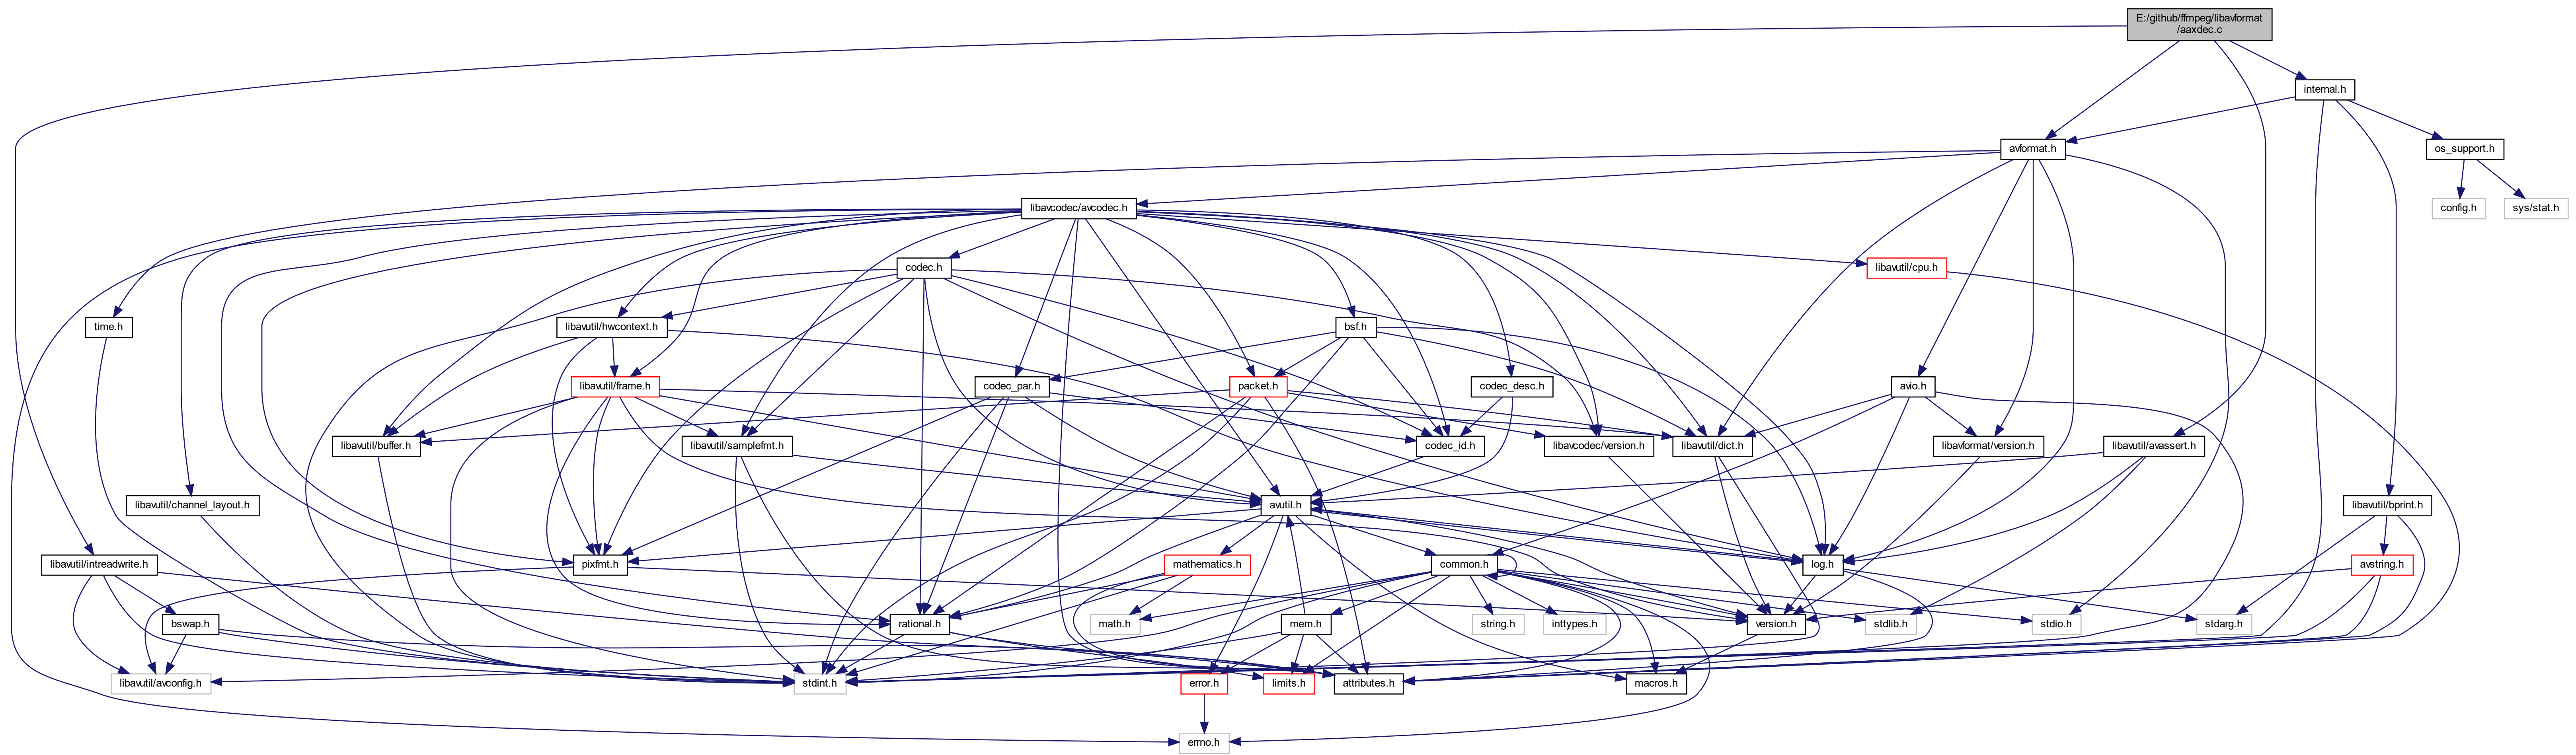 E:/github/ffmpeg/libavformat
/aaxdec.c
internal.h
avformat.h
os_support.h
libavcodec/avcodec.h
config.h
sys/stat.h
codec.h
libavutil/cpu.h
time.h
libavutil/hwcontext.h
bsf.h
libavutil/frame.h
codec_par.h
packet.h
codec_desc.h
avio.h
libavutil/buffer.h
libavutil/samplefmt.h
codec_id.h
libavcodec/version.h
libavutil/dict.h
libavformat/version.h
libavutil/avassert.h
libavutil/channel_layout.h
avutil.h
libavutil/bprint.h
libavutil/intreadwrite.h
pixfmt.h
mathematics.h
common.h
log.h
avstring.h
bswap.h
rational.h
math.h
mem.h
string.h
inttypes.h
version.h
stdlib.h
stdio.h
stdarg.h
libavutil/avconfig.h
stdint.h
error.h
limits.h
attributes.h
macros.h
errno.h